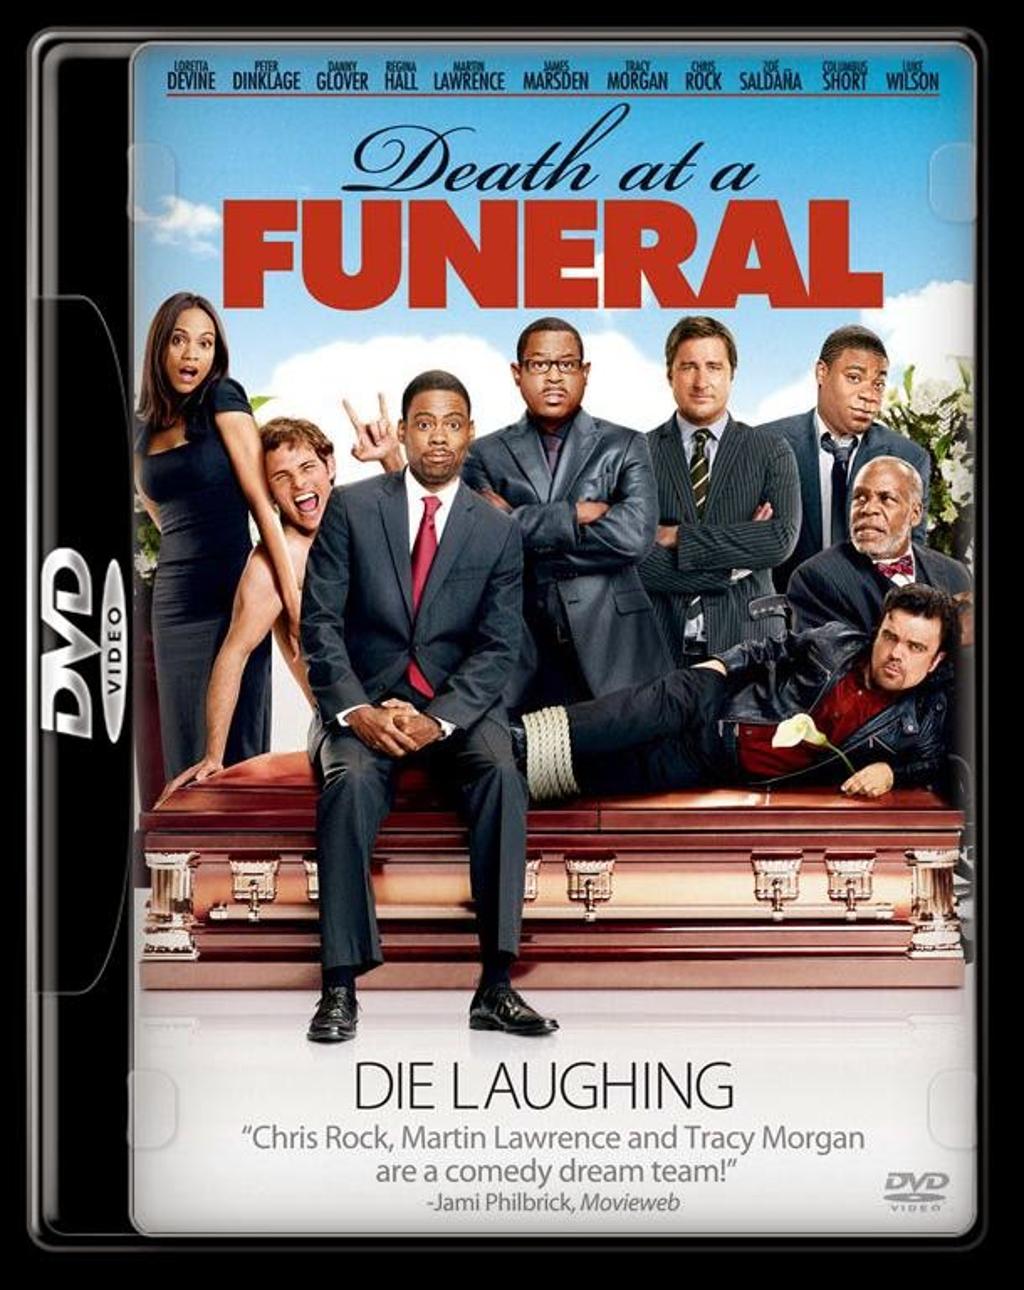 LORETTA PETER DANNY REGINA MARTIN JAMES TRACY CHRIS ZOË COLUMBUS LUKE
DEVINE DINKLAGE GLOVER HALL LAWRENCE MARSDEN MORGAN ROCK SALDAÑA SHORT WILSON
Death at a
FUNERAL
DVD
VIDEO
DIE LAUGHING
“Chris Rock, Martin Lawrence and Tracy Morgan
are a comedy dream team!”
-Jami Philbrick, Movieweb
DVD
VIDEO